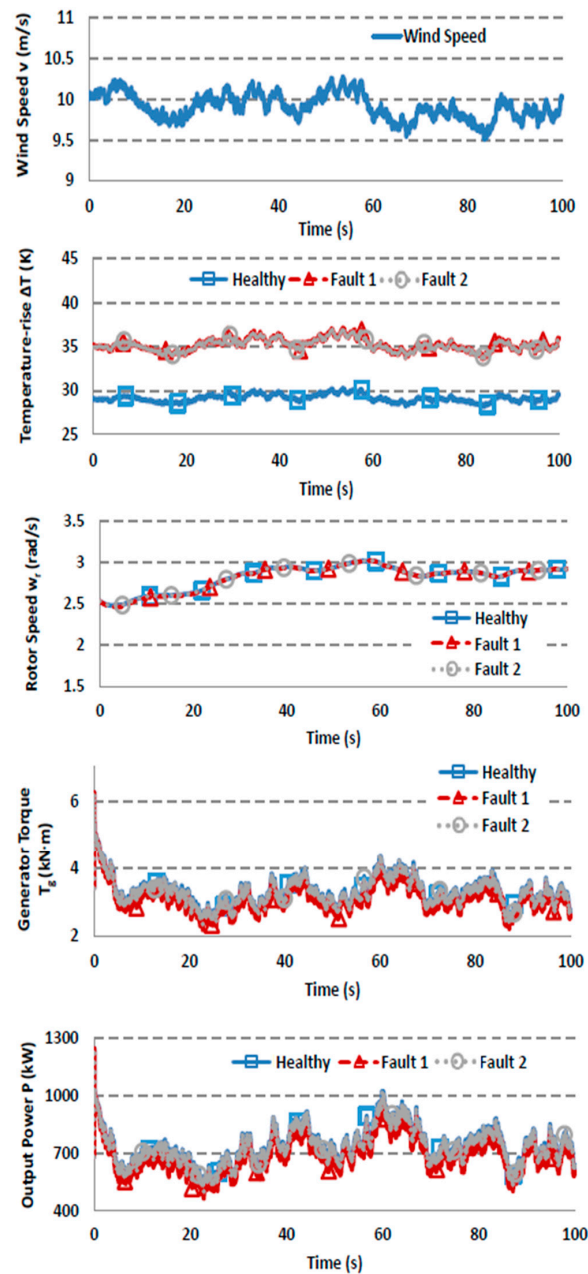 Wind Speed v (m/s)
11
10.5
10
9.5
9
Wind Speed
0 20 40 60 80 100
Time (s)
Temperature-rise ΔT (K)
45
40
35
30
25
Healthy Fault 1 Fault 2
0 20 40 60 80 100
Time (s)
Rotor Speed wr (rad/s)
3.5
3
2.5
2
1.5
Healthy
Fault 1
Fault 2
0 20 40 60 80 100
Time (s)
Generator Torque
Tg (kN·m)
6
4
2
Healthy
Fault 1
Fault 2
0 20 40 60 80 100
Time (s)
Output Power P (kW)
1300
1000
700
400
Healthy Fault 1 Fault 2
0 20 40 60 80 100
Time (s)